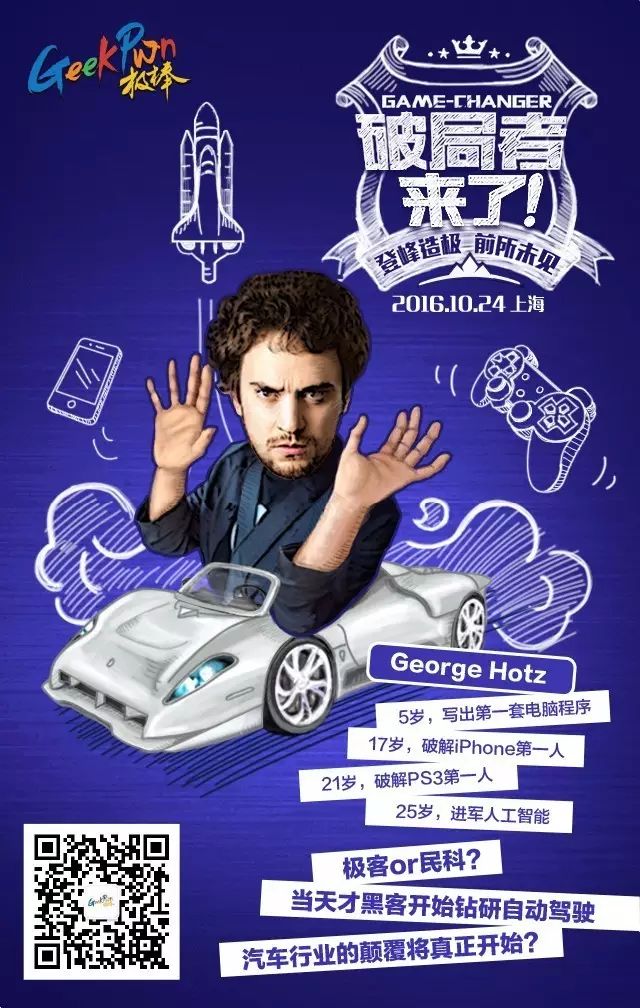 GeekPwn
极棒
GAME-CHANGER
破局者
来了!
登峰造极 前所未见
2016.10.24 上海
George Hotz
5岁，写出第一套电脑程序
17岁，破解iPhone第一人
21岁，破解PS3第一人
25岁，进军人工智能
极客or民科？
当天才黑客开始钻研自动驾驶
汽车行业的颠覆将真正开始？
GeekPwn